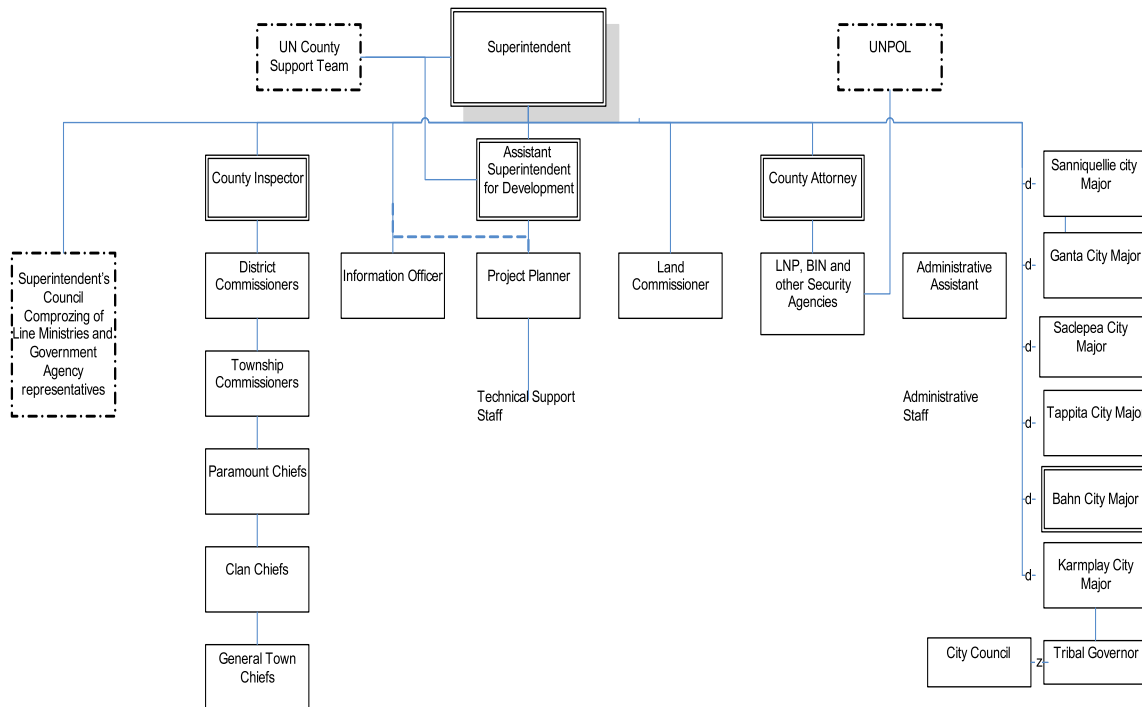 UN County
Support Team
Superintendent
UNPOL
County Inspector
Assistant
Superintendent
for Development
County Attorney
Sanniquellie city
Major
d
Superintendent's
Council
Comprozing of
Line Ministries and
Government
Agency
representatives
District
Commissioners
Information Officer
Project Planner
Land
Commissioner
LNP, BIN and
other Security
Agencies
Administrative
Assistant
Ganta City Major
d
Saclepea City
Major
d
Township
Commissioners
Technical Support
Staff
Administrative
Staff
Tappita City Major
d
Paramount Chiefs
Bahn City Major
d
Clan Chiefs
Karmplay City
Major
d
General Town
Chiefs
City Council
z
Tribal Governor